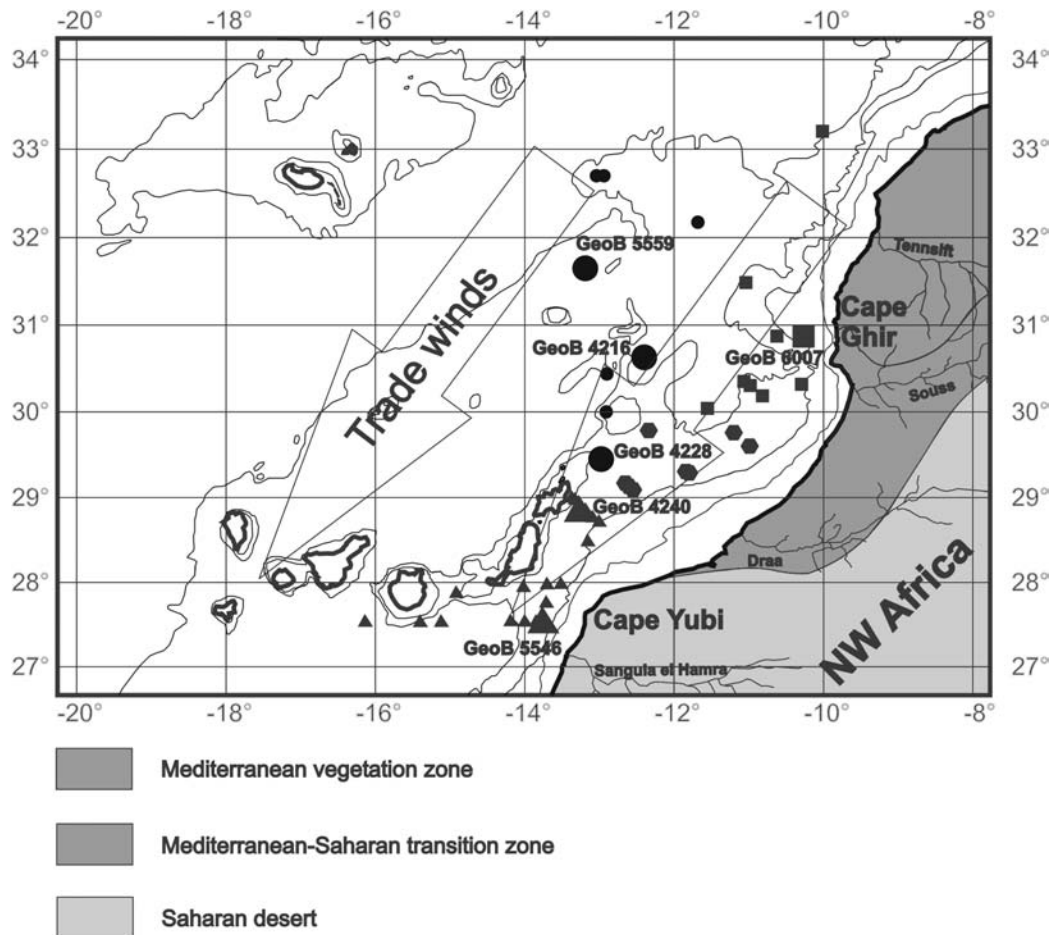 -20° -18° -16° -14° -12° -10° -8°
34° 34°
33° 33°
32° 32°
31° 31°
30° 30°
29° 29°
28° 28°
27° 27°
GeoB 5559
Tennsift
Trade winds
Cape
Ghir
GeoB 4216
GeoB 6007
Souss
GeoB 4228
GeoB 4240
Draa
NW Africa
Cape Yubi
GeoB 5546
Sanguia el Hamra
-20° -18° -16° -14° -12° -10° -8°
Mediterranean vegetation zone
Mediterranean-Saharan transition zone
Saharan desert